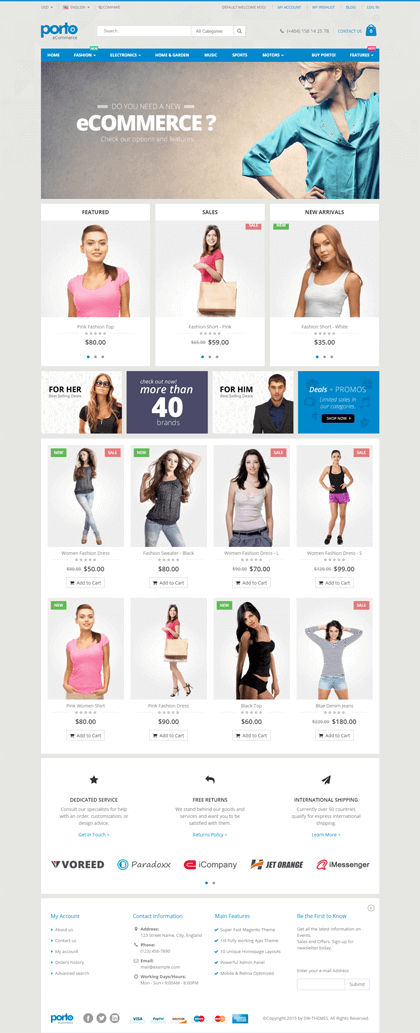 USD
ENGLISH
COMPARE
DEFAULT WELCOME MSG!
MY ACCOUNT
MY WISHLIST
BLOG
LOG IN
porto
eCommerce
Search...
All Categories
(+404) 158 14 25 78
CONTACT US
0
NEW
NEW
HOME
FASHION
ELECTRONICS
HOME & GARDEN
MUSIC
SPORTS
MOTORS
BUY PORTO!
FEATURES
DO YOU NEED A NEW
eCOMMERCE?
Check our options and features.
FEATURED
SALES
NEW ARRIVALS
SALE
NEW
Pink Fashion Top
Fashion Short - Pink
Fashion Short - White
$80.00
$59.00
$35.00
FOR HER
Best Selling Deals
check out now!
more than
40
brands
FOR HIM
Best Selling Deals
Deals + PROMOS
Limited sales in
our categories.
SHOP NOW
NEW
SALE
NEW
SALE
SALE
Women Fashion Dress
Fashion Sweater - Black
Women Fashion Dress - L
Women Fashion Dress - S
$90.00 $50.00
$80.00
$90.00 $70.00
$120.00 $99.00
Add to Cart
Add to Cart
Add to Cart
Add to Cart
NEW
SALE
Pink Women Shirt
Pink Fashion Dress
Black Top
Blue Denim Jeans
$80.00
$90.00
$60.00
$220.00 $180.00
Add to Cart
Add to Cart
Add to Cart
Add to Cart
DEDICATED SERVICE
Consult our specialists for help
with an order, customization, or
design advice.
Get in Touch >
FREE RETURNS
We stand behind our goods
and services and want you to be
satisfied with them.
Returns Policy >
INTERNATIONAL SHIPPING
Currently over 50 countries
qualify for express international
shipping.
Learn More >
VOREED
Paradoxx
iCompany
JET ORANGE
iMessenger
My Account
About us
Contact us
My account
Orders history
Advanced search
Contact Information
Address:
123 Street Name, City, England
Phone:
(123) 456-7890
Email:
mail@example.com
Working Days/Hours:
Mon - Sun / 9:00AM - 8:00PM
Main Features
Super Fast Magento Theme
1st Fully working Ajax Theme
10 Unique Homepage Layouts
Powerful Admin Panel
Mobile & Retina Optimized
Be the First to Know
Get all the latest information on
Events,
Sales and Offers. Sign up for
newsletter today.
Enter your e-mail Address
Submit
porto
eCommerce
VISA
PayPal
©Copyright 2015 by SW-THEMES. All Rights Reserved.